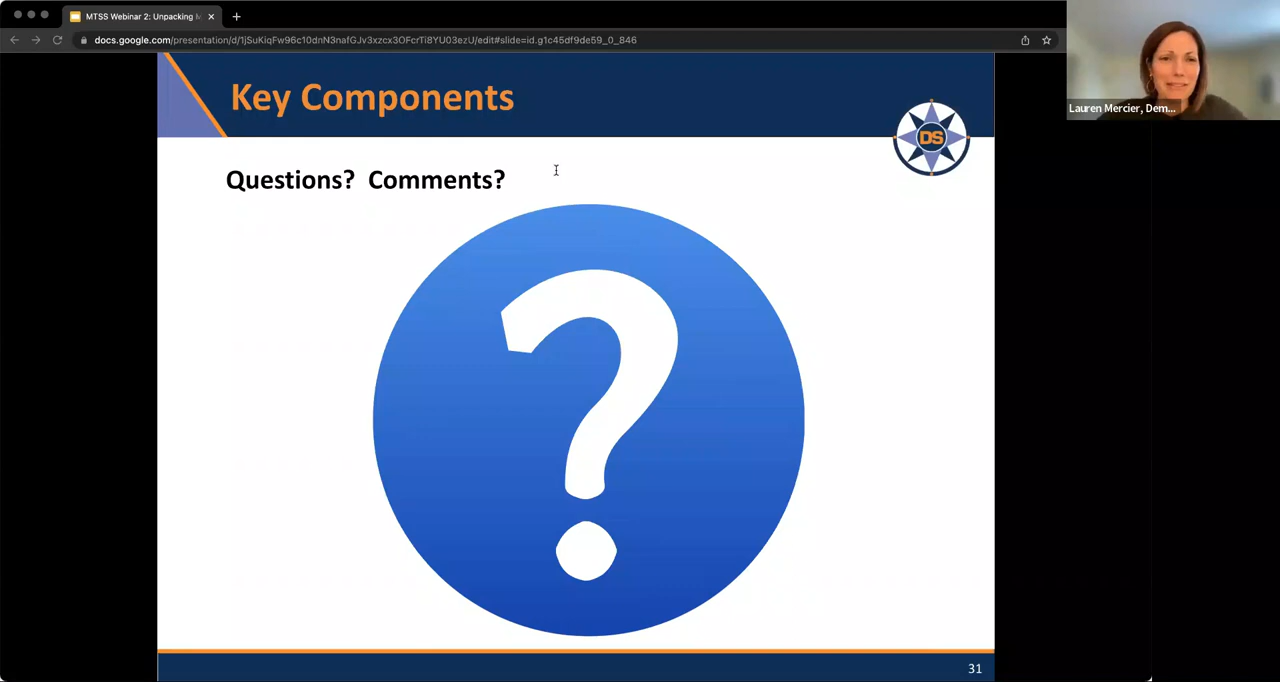 MTSS Webinar 2: Unpacking M
docs.google.com/presentation/d/1jSuKiqFw96c10dnN3nafGJv3xzcx3OFcrTi8YU03ezU/edit#slide=id.g1c45df9de59_0_846
Lauren Mercier, Dem...
Key Components
DS
Questions? Comments?
?
31